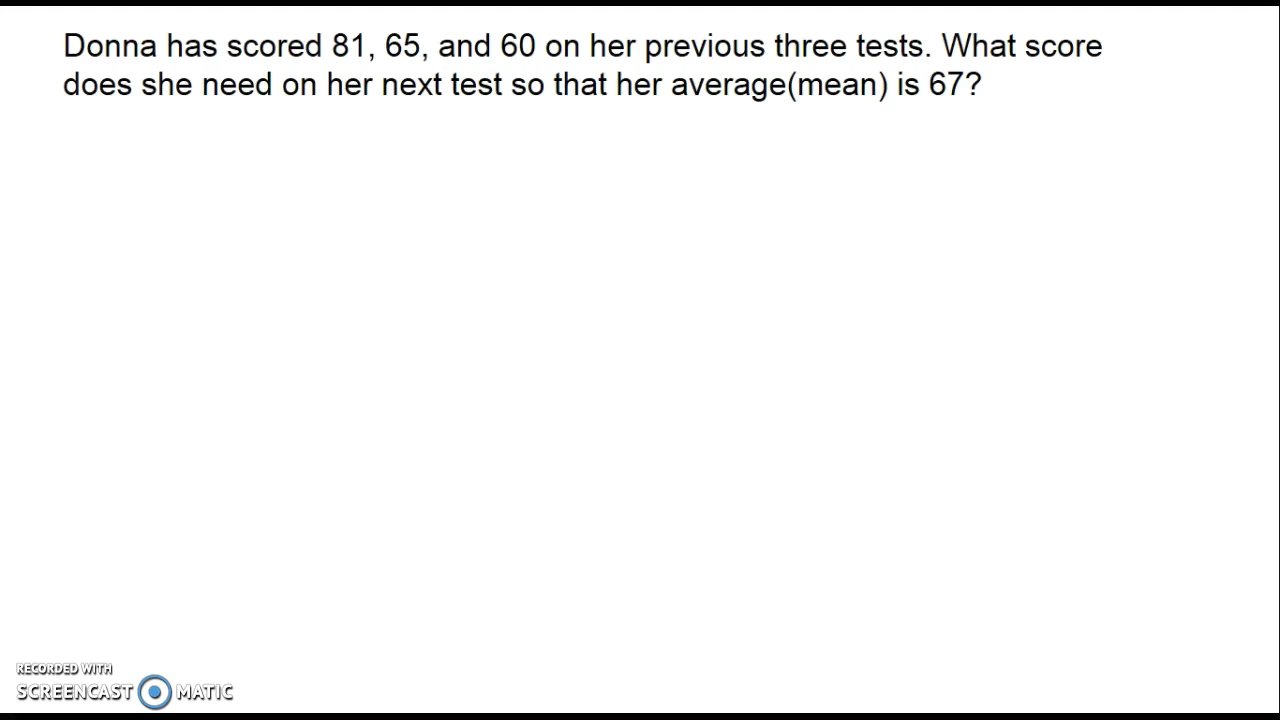 Donna has scored 81, 65, and 60 on her previous three tests. What score
does she need on her next test so that her average(mean) is 67?
RECORDED WITH
SCREENCAST MATIC